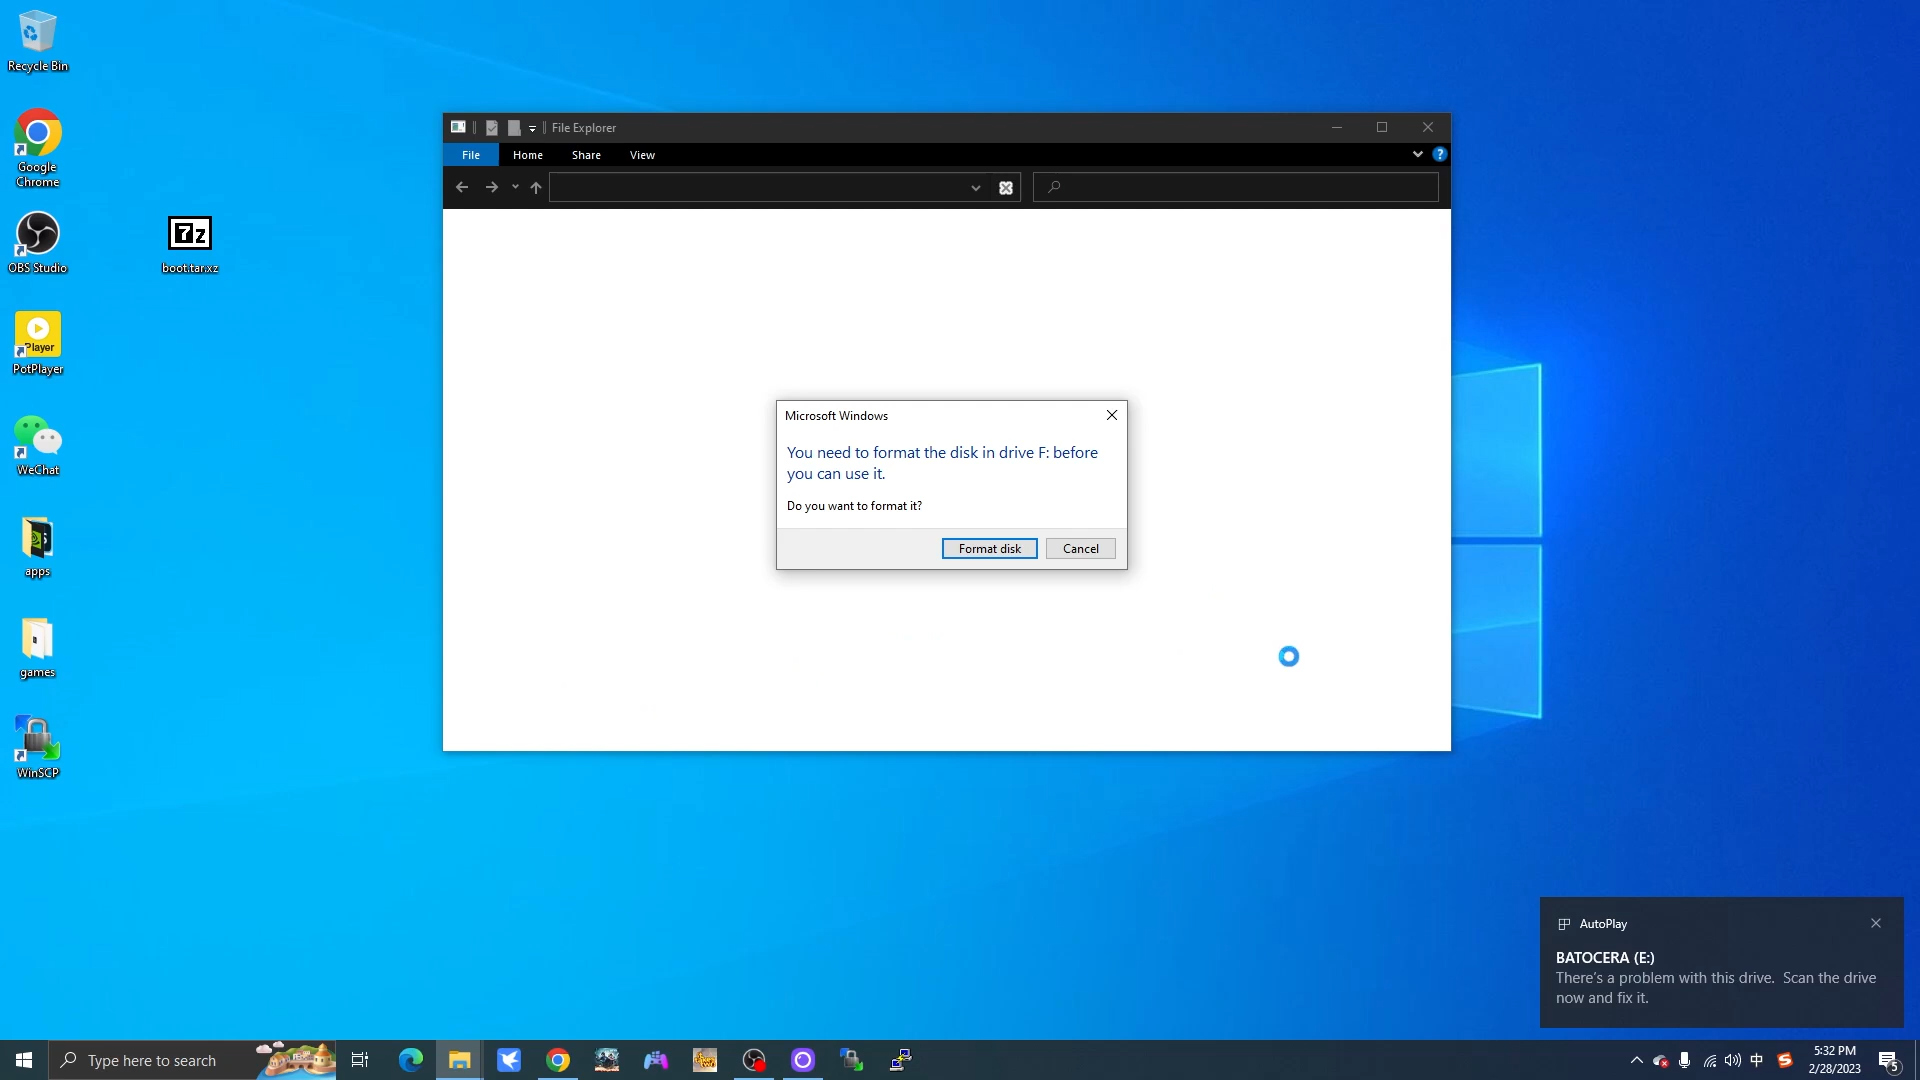 Recycle Bin
Google
Chrome
OBS Studio
boot.tar.xz
Player
PotPlayer
WeChat
apps
games
WinSCP
File Explorer
File
Home
Share
View
Microsoft Windows
You need to format the disk in drive F: before
you can use it.
Do you want to format it?
Format disk
Cancel
AutoPlay
BATOCERA (E:)
There's a problem with this drive. Scan the drive
now and fix it.
Type here to search
中
5:32 PM
2/28/2023
5